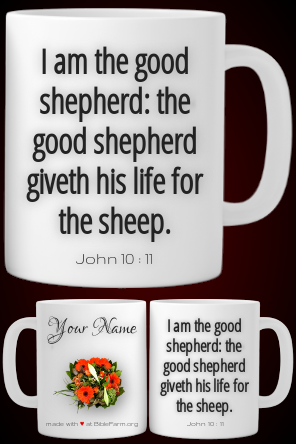 I am the good
shepherd: the
good shepherd
giveth his life for
the sheep.
John 10 : 11
Your Name
made with ♥ at BibleFarm.org
I am the good
shepherd: the
good shepherd
giveth his life for
the sheep.
John 10 : 11